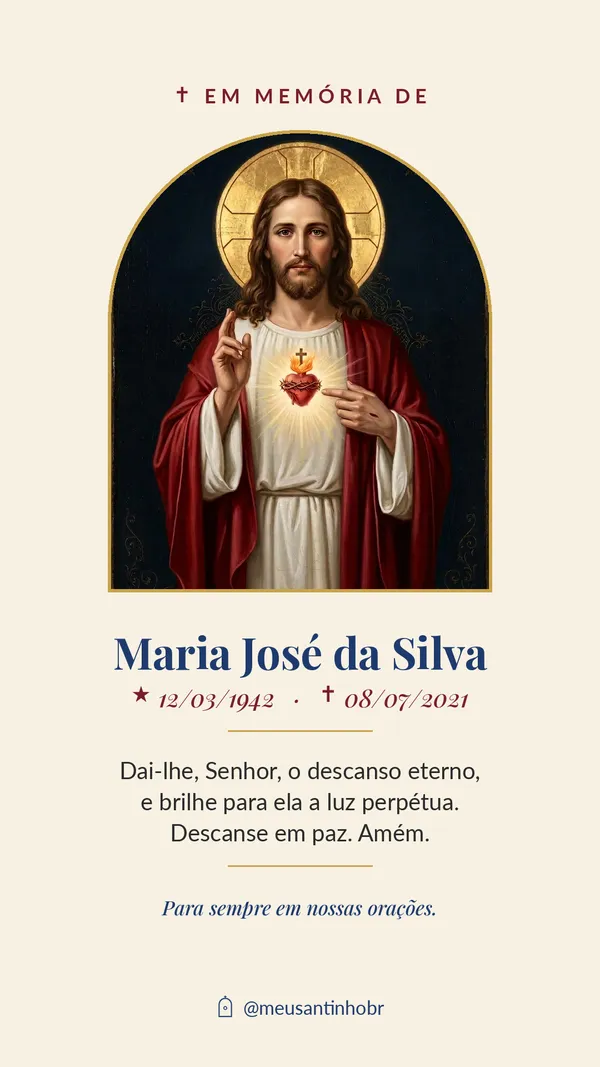 ✝ EM MEMÓRIA DE
Maria José da Silva
★ 12/03/1942 · ✝ 08/07/2021
Dai-lhe, Senhor, o descanso eterno,
e brilhe para ela a luz perpétua.
Descanse em paz. Amém.
Para sempre em nossas orações.
@meusantinhobr